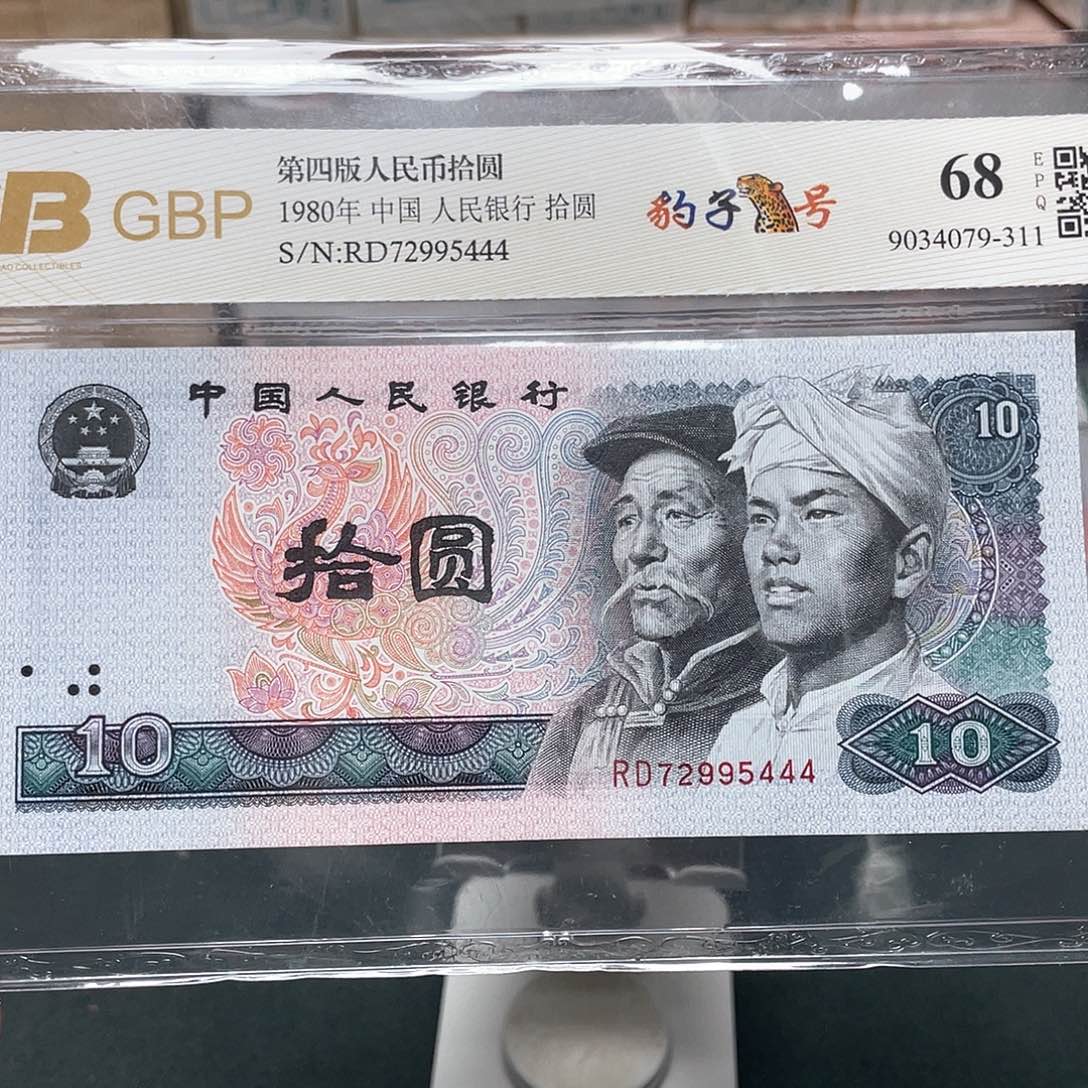 GBP
AO COLLECTIBLES
第四版人民币拾圆
1980年 中国 人民银行 拾圆
S/N:RD72995444
豹子号
68
EPQ
9034079-311
中国人民银行
10
拾圆
10
10
RD72995444